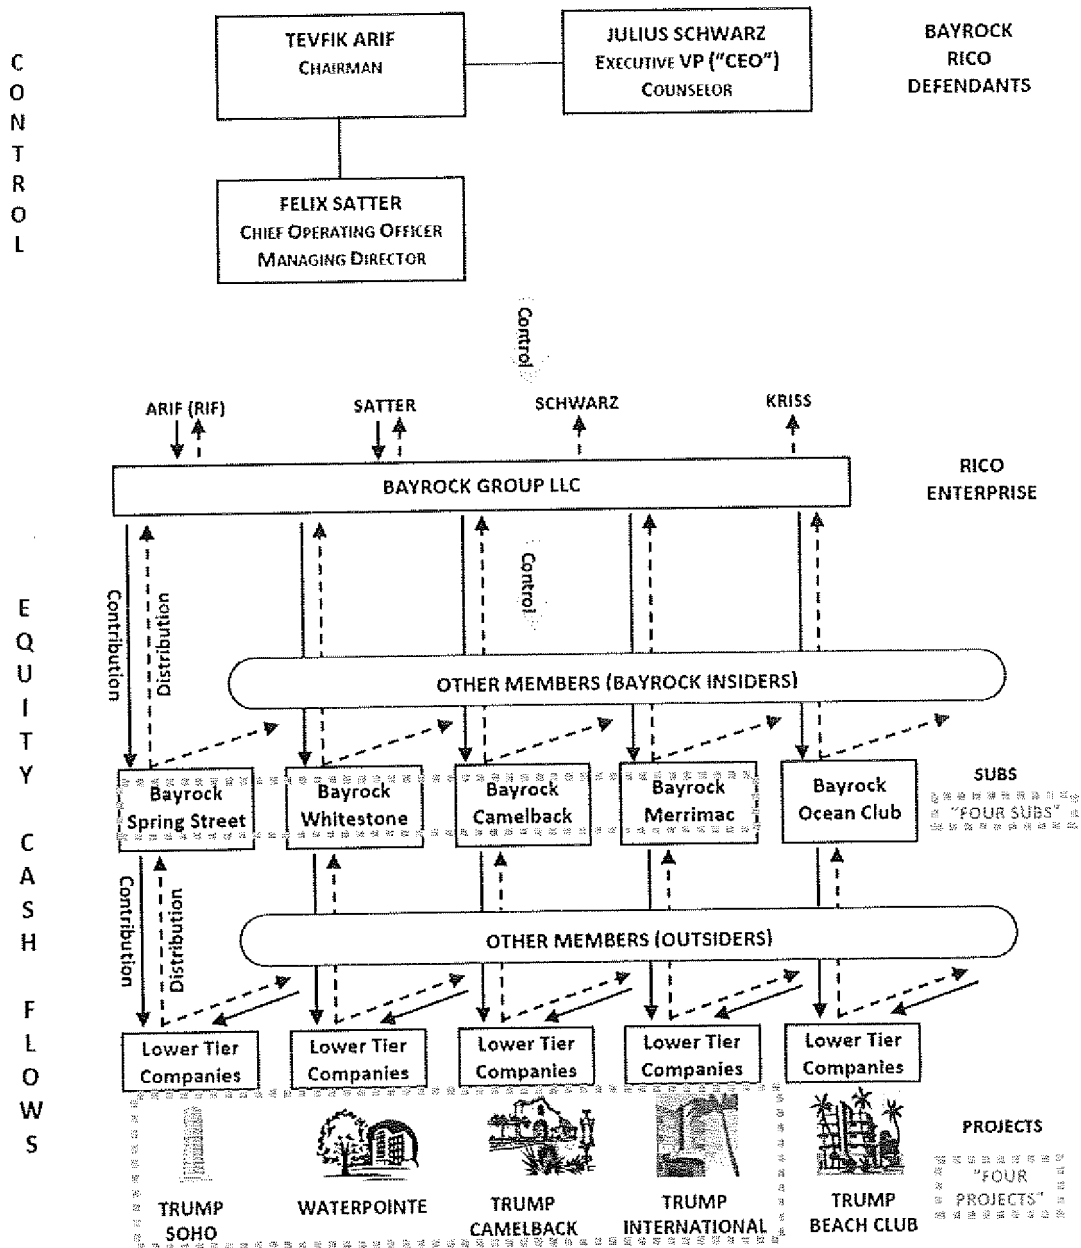 CONTROL
TEVFIK ARIF
CHAIRMAN
JULIUS SCHWARZ
EXECUTIVE VP ("CEO")
COUNSELOR
BAYROCK
RICO
DEFENDANTS
FELIX SATTER
CHIEF OPERATING OFFICER
MANAGING DIRECTOR
Control
ARIF (RIF)
SATTER
SCHWARZ
KRISS
BAYROCK GROUP LLC
RICO
ENTERPRISE
EQUITY CASH FLOWS
Contribution
Distribution
Control
OTHER MEMBERS (BAYROCK INSIDERS)
Bayrock
Spring Street
Bayrock
Whitestone
Bayrock
Camelback
Bayrock
Merrimac
Bayrock
Ocean Club
SUBS
"FOUR SUBS"
Contribution
Distribution
OTHER MEMBERS (OUTSIDERS)
Lower Tier
Companies
Lower Tier
Companies
Lower Tier
Companies
Lower Tier
Companies
Lower Tier
Companies
PROJECTS
"FOUR
PROJECTS"
TRUMP
SOHO
WATERPOINTE
TRUMP
CAMELBACK
TRUMP
INTERNATIONAL
TRUMP
BEACH CLUB